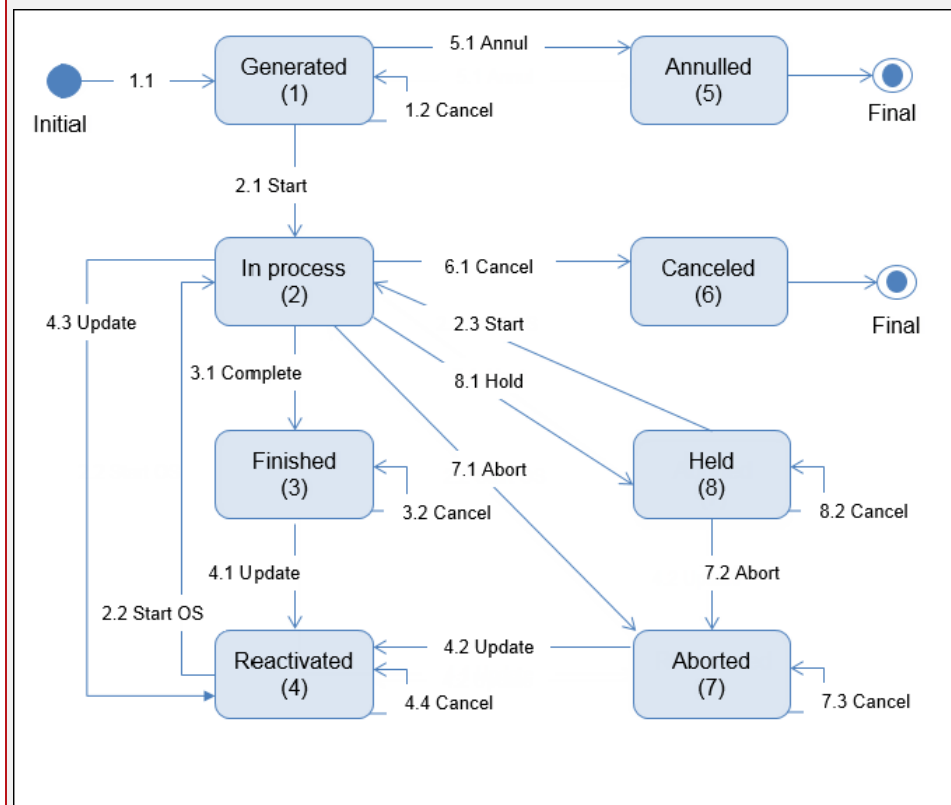 5.1 Annul
Generated
(1)
Annulled
(5)
1.1
1.2 Cancel
Initial
Final
2.1 Start
In process
(2)
6.1 Cancel
Canceled
(6)
4.3 Update
2.3 Start
Final
3.1 Complete
8.1 Hold
Finished
(3)
7.1 Abort
Held
(8)
3.2 Cancel
8.2 Cancel
4.1 Update
7.2 Abort
2.2 Start OS
Reactivated
(4)
4.2 Update
Aborted
(7)
4.4 Cancel
7.3 Cancel